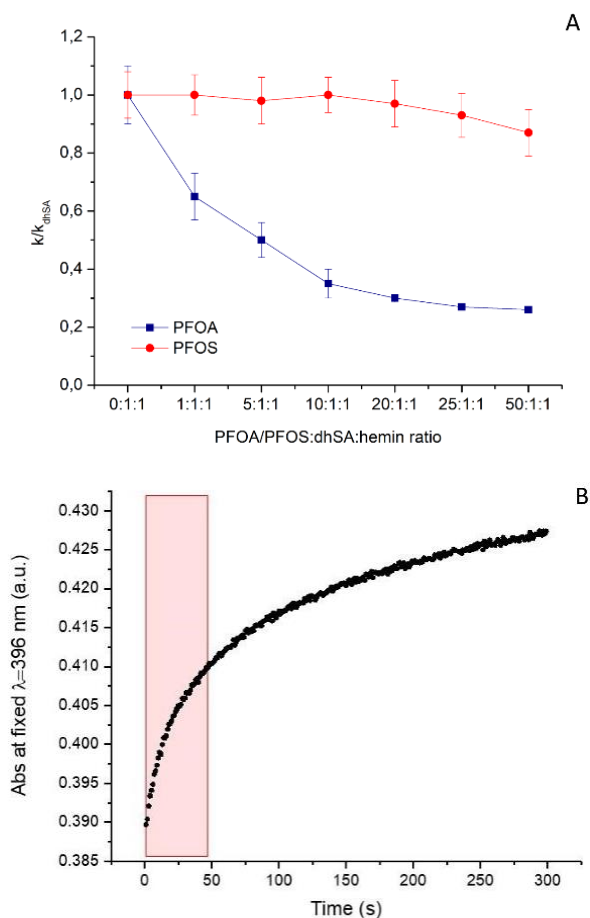 A
1,2
1,0
0,8
0,6
0,4
0,2
0,0
k/k_dhSA
PFOA
PFOS
0:1:1 1:1:1 5:1:1 10:1:1 20:1:1 25:1:1 50:1:1
PFOA/PFOS:dhSA:hemin ratio
B
0.430
0.425
0.420
0.415
0.410
0.405
0.400
0.395
0.390
0.385
Abs at fixed λ=396 nm (a.u.)
0 50 100 150 200 250 300
Time (s)